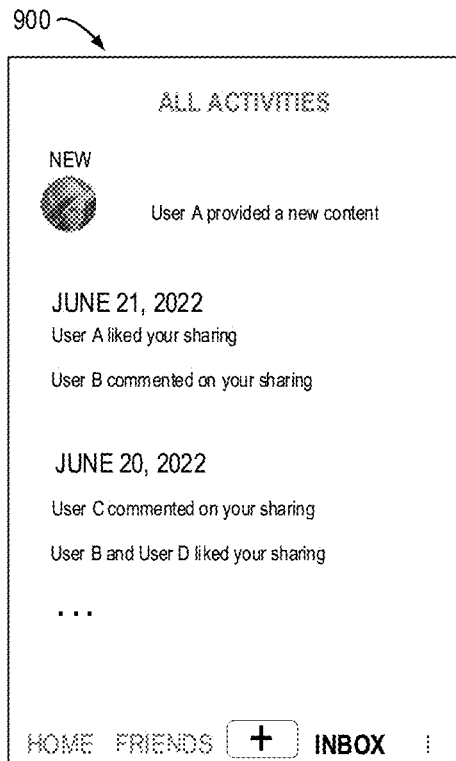 900
ALL ACTIVITIES
NEW
User A provided a new content
JUNE 21, 2022
User A liked your sharing
User B commented on your sharing
JUNE 20, 2022
User C commented on your sharing
User B and User D liked your sharing
...
HOME FRIENDS + INBOX ⋮